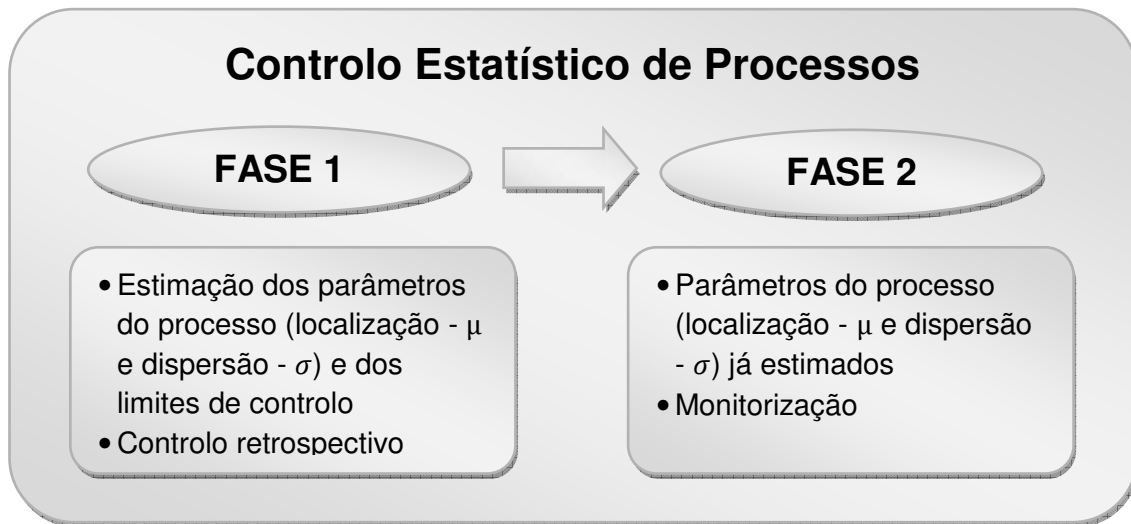 Controlo Estatístico de Processos
FASE 1
FASE 2
• Estimação dos parâmetros
do processo (localização - μ
e dispersão - σ) e dos
limites de controlo
• Controlo retrospectivo
• Parâmetros do processo
(localização - μ e dispersão
- σ) já estimados
• Monitorização